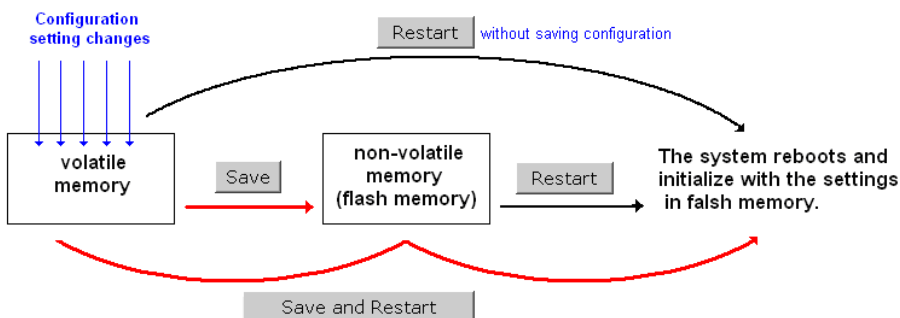 Configuration
setting changes
Restart without saving configuration
volatile
memory
Save
non-volatile
memory
(flash memory)
Restart
The system reboots and
initialize with the settings
in falsh memory.
Save and Restart